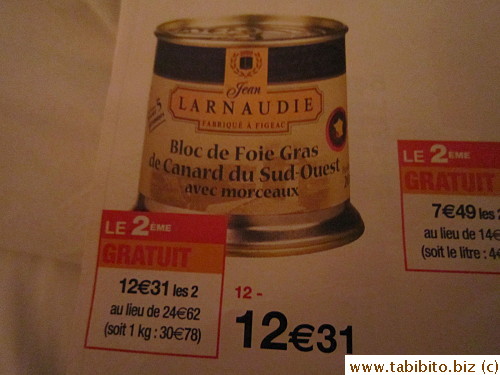 Jean
LARNAUDIE
FABRIQUÉ À FIGEAC
Bloc de Foie Gras
de Canard du Sud-Ouest
avec morceaux
LE 2ÈME
GRATUIT
12€31 les 2
au lieu de 24€62
(soit 1 kg : 30€78)
12 -
12€31
LE 2ÈME
GRATUIT
7€49 les 2
au lieu de 14€
(soit le litre : 4€
www.tabibito.biz (c)